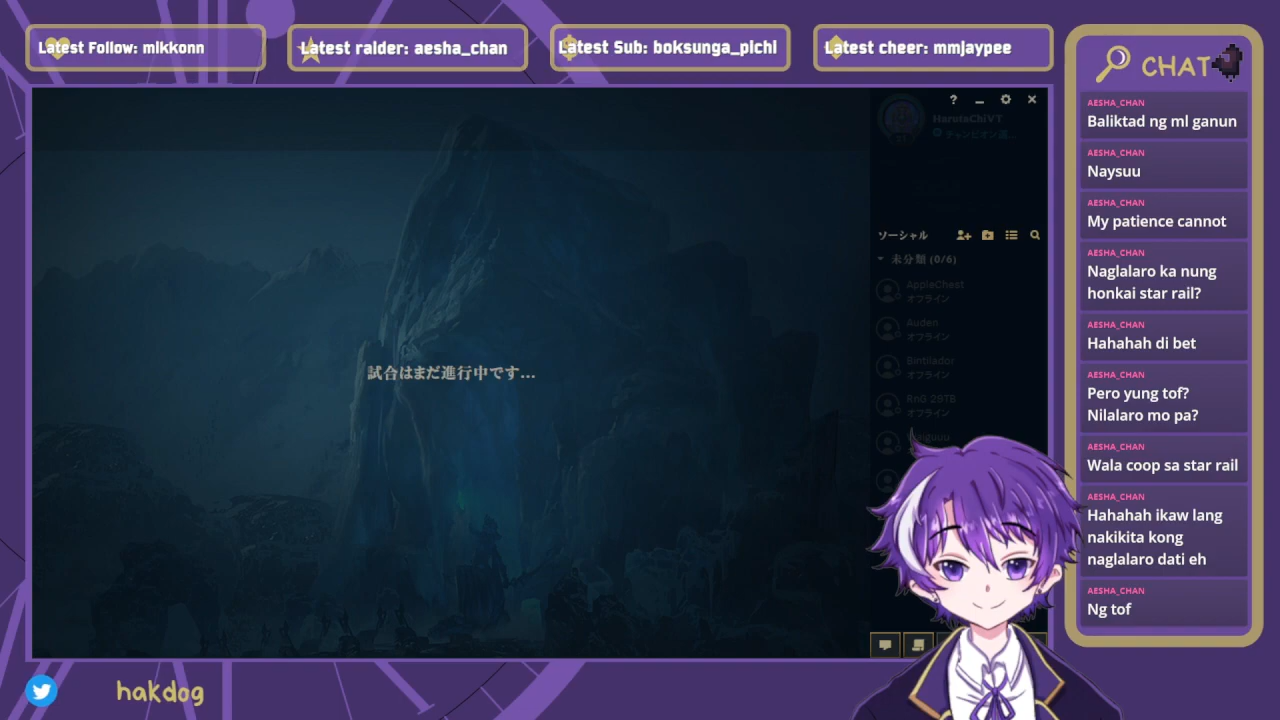 Latest Follow: mikkonn
Latest raider: aesha_chan
Latest Sub: boksunga_pichi
Latest cheer: mmjaypee
CHAT
HarutaChiVT
ソーシャル
未分類 (0/6)
AppleChest
オフライン
Auden
オフライン
Bintilador
オフライン
RnG 29TB
オフライン
試合はまだ進行中です...
AESHA_CHAN
Baliktad ng ml ganun
AESHA_CHAN
Naysuu
AESHA_CHAN
My patience cannot
AESHA_CHAN
Naglalaro ka nung
honkai star rail?
AESHA_CHAN
Hahahah di bet
AESHA_CHAN
Pero yung tof?
Nilalaro mo pa?
AESHA_CHAN
Wala coop sa star rail
AESHA_CHAN
Hahahah ikaw lang
nakikita kong
naglalaro dati eh
AESHA_CHAN
Ng tof
hakdog